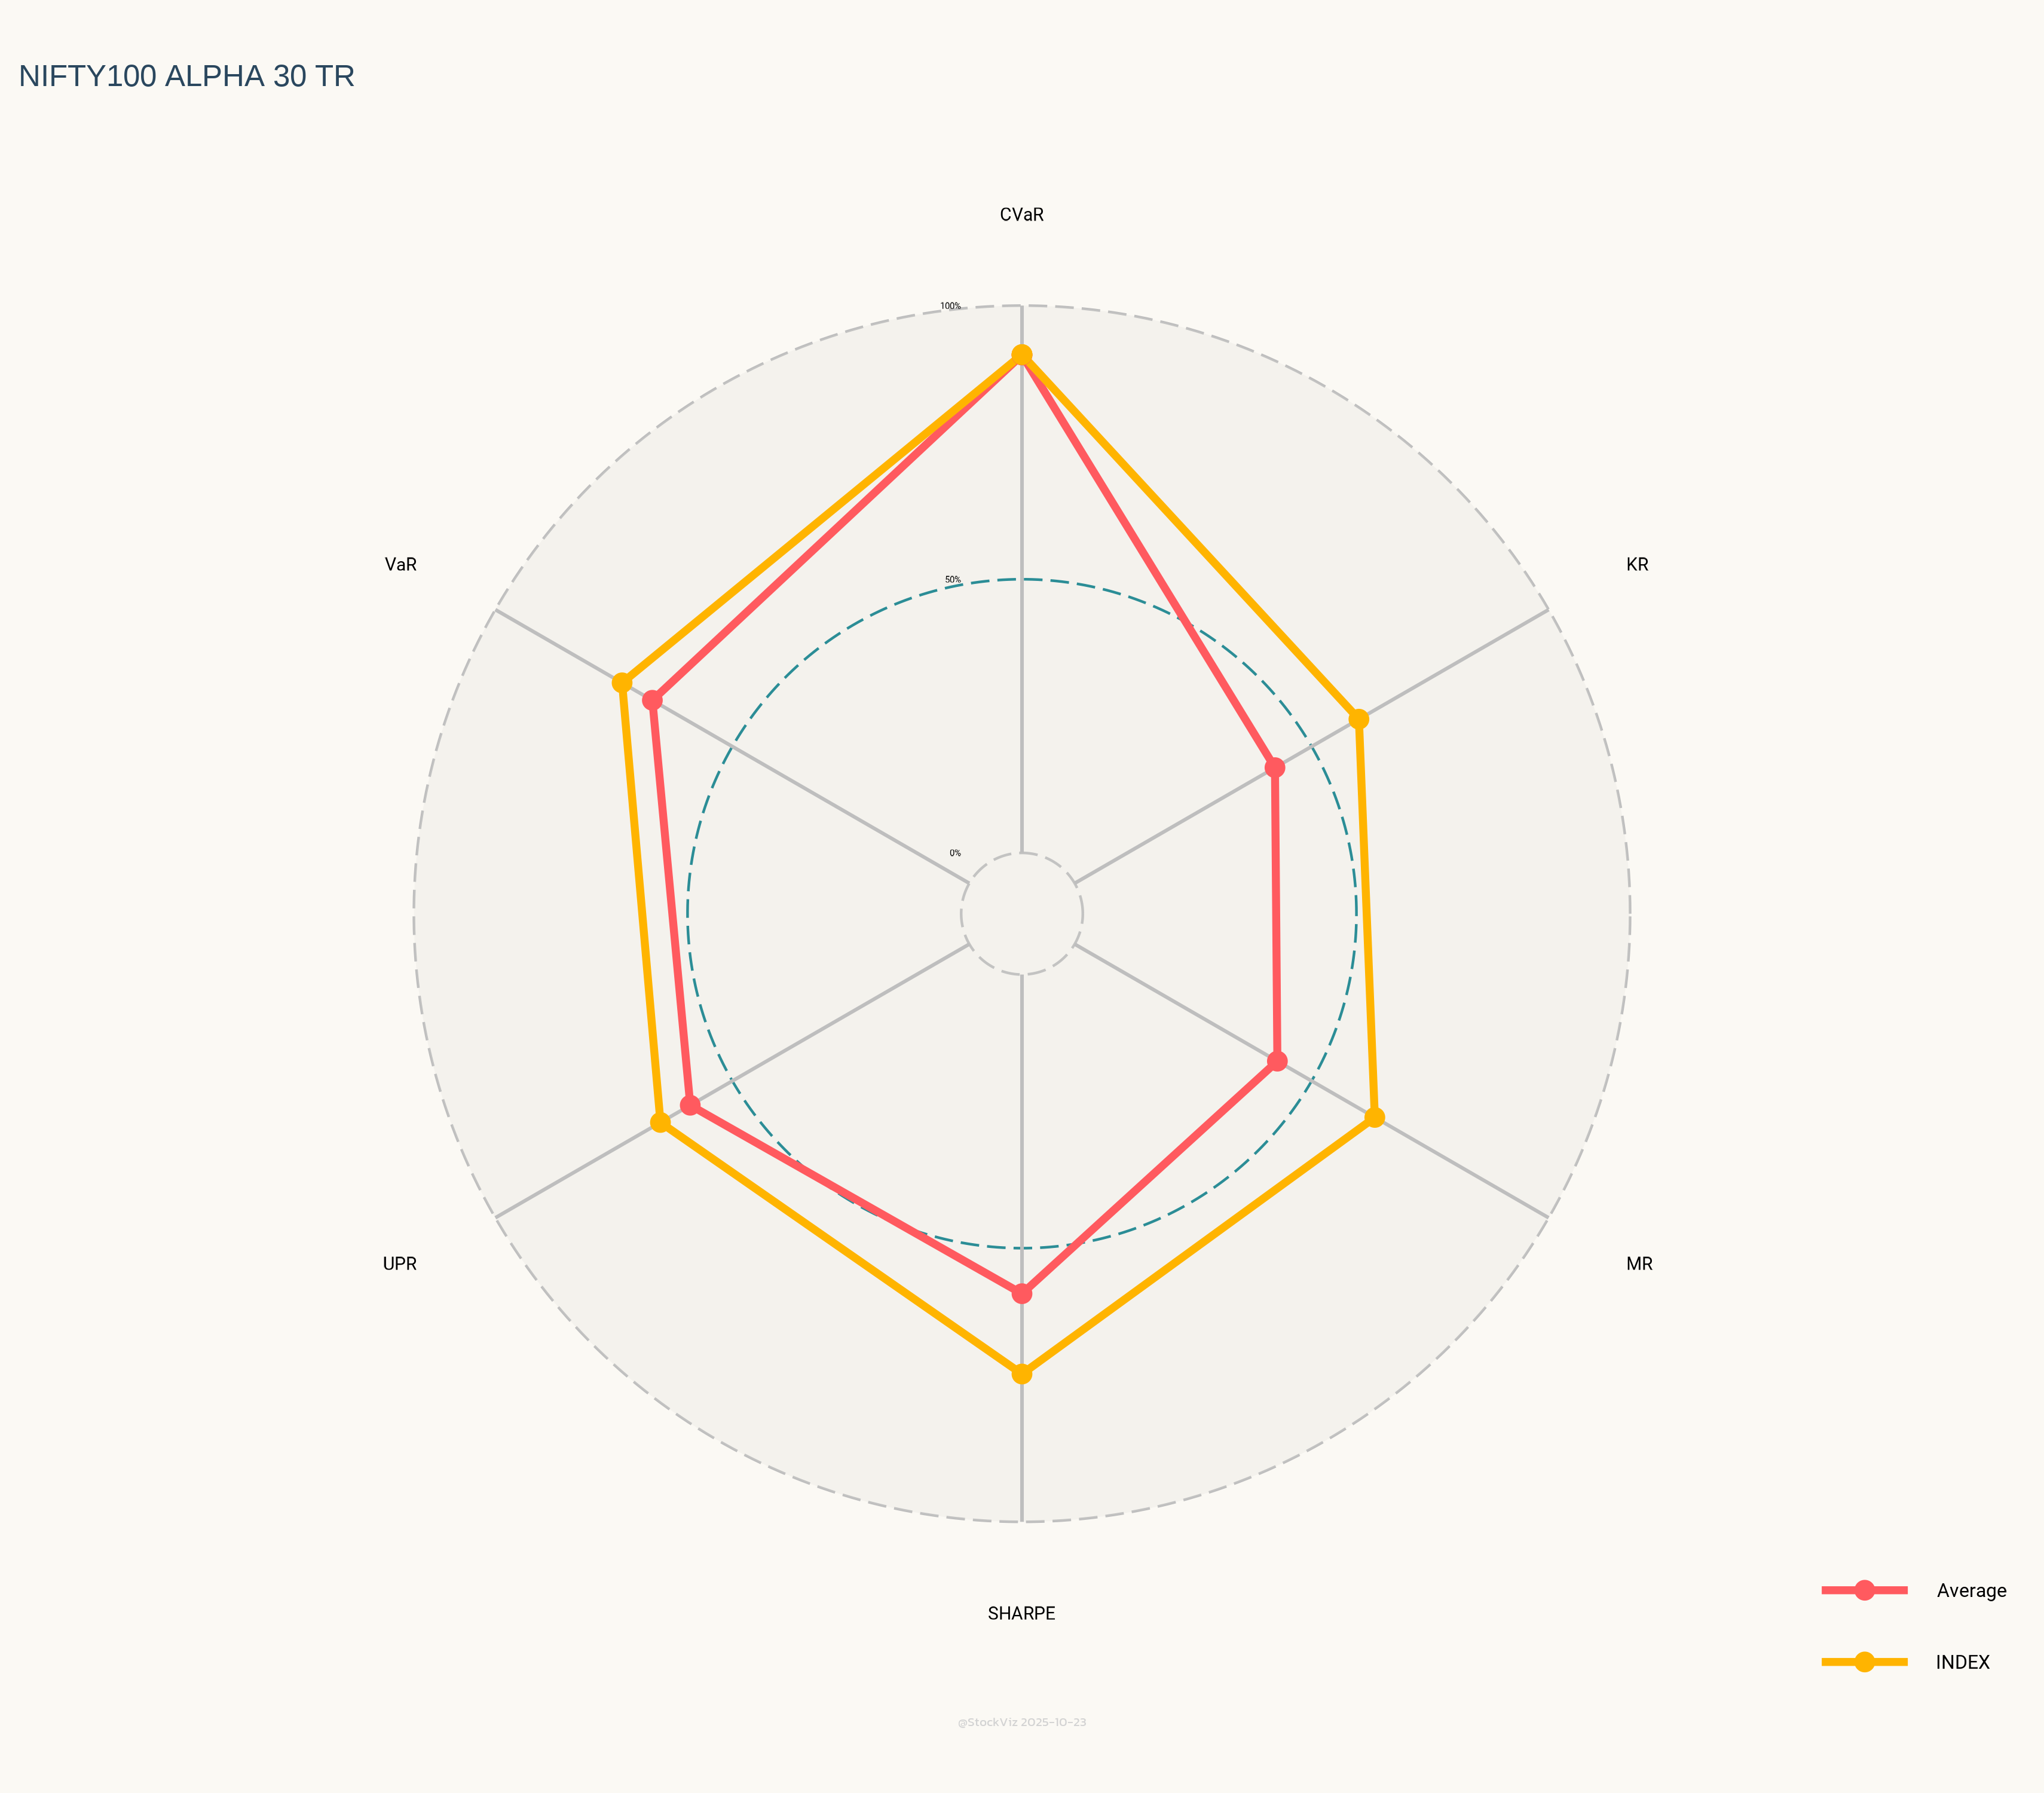 NIFTY100 ALPHA 30 TR
CVaR
100%
VaR
KR
50%
0%
UPR
MR
SHARPE
Average
INDEX
@StockViz 2025-10-23